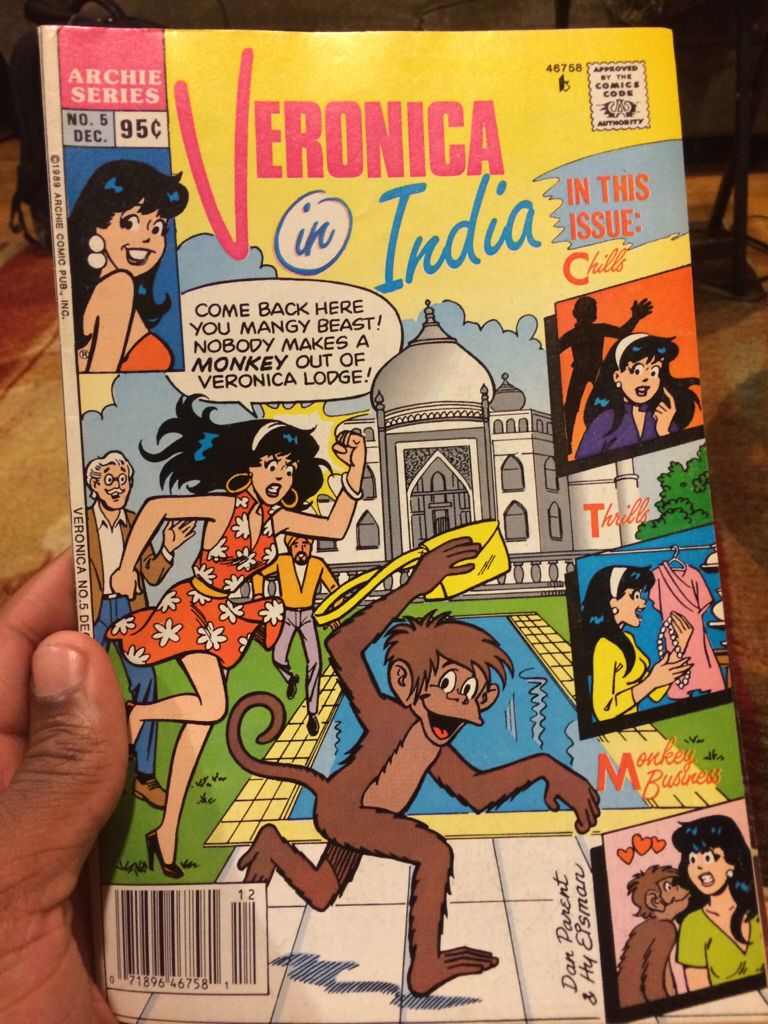 ARCHIE
SERIES
NO. 5
DEC.
95¢
VERONICA
in India
46758
APPROVED
BY THE
COMICS
CODE
AUTHORITY
IN THIS
ISSUE:
Chills
©1989 ARCHIE COMIC PUB., INC.
®
COME BACK HERE
YOU MANGY BEAST!
NOBODY MAKES A
MONKEY OUT OF
VERONICA LODGE!
Thrills
VERONICA NO.5 DE
Monkey
Business
Dan Parent
& Hy Eisman
12
0 71896 46758 1